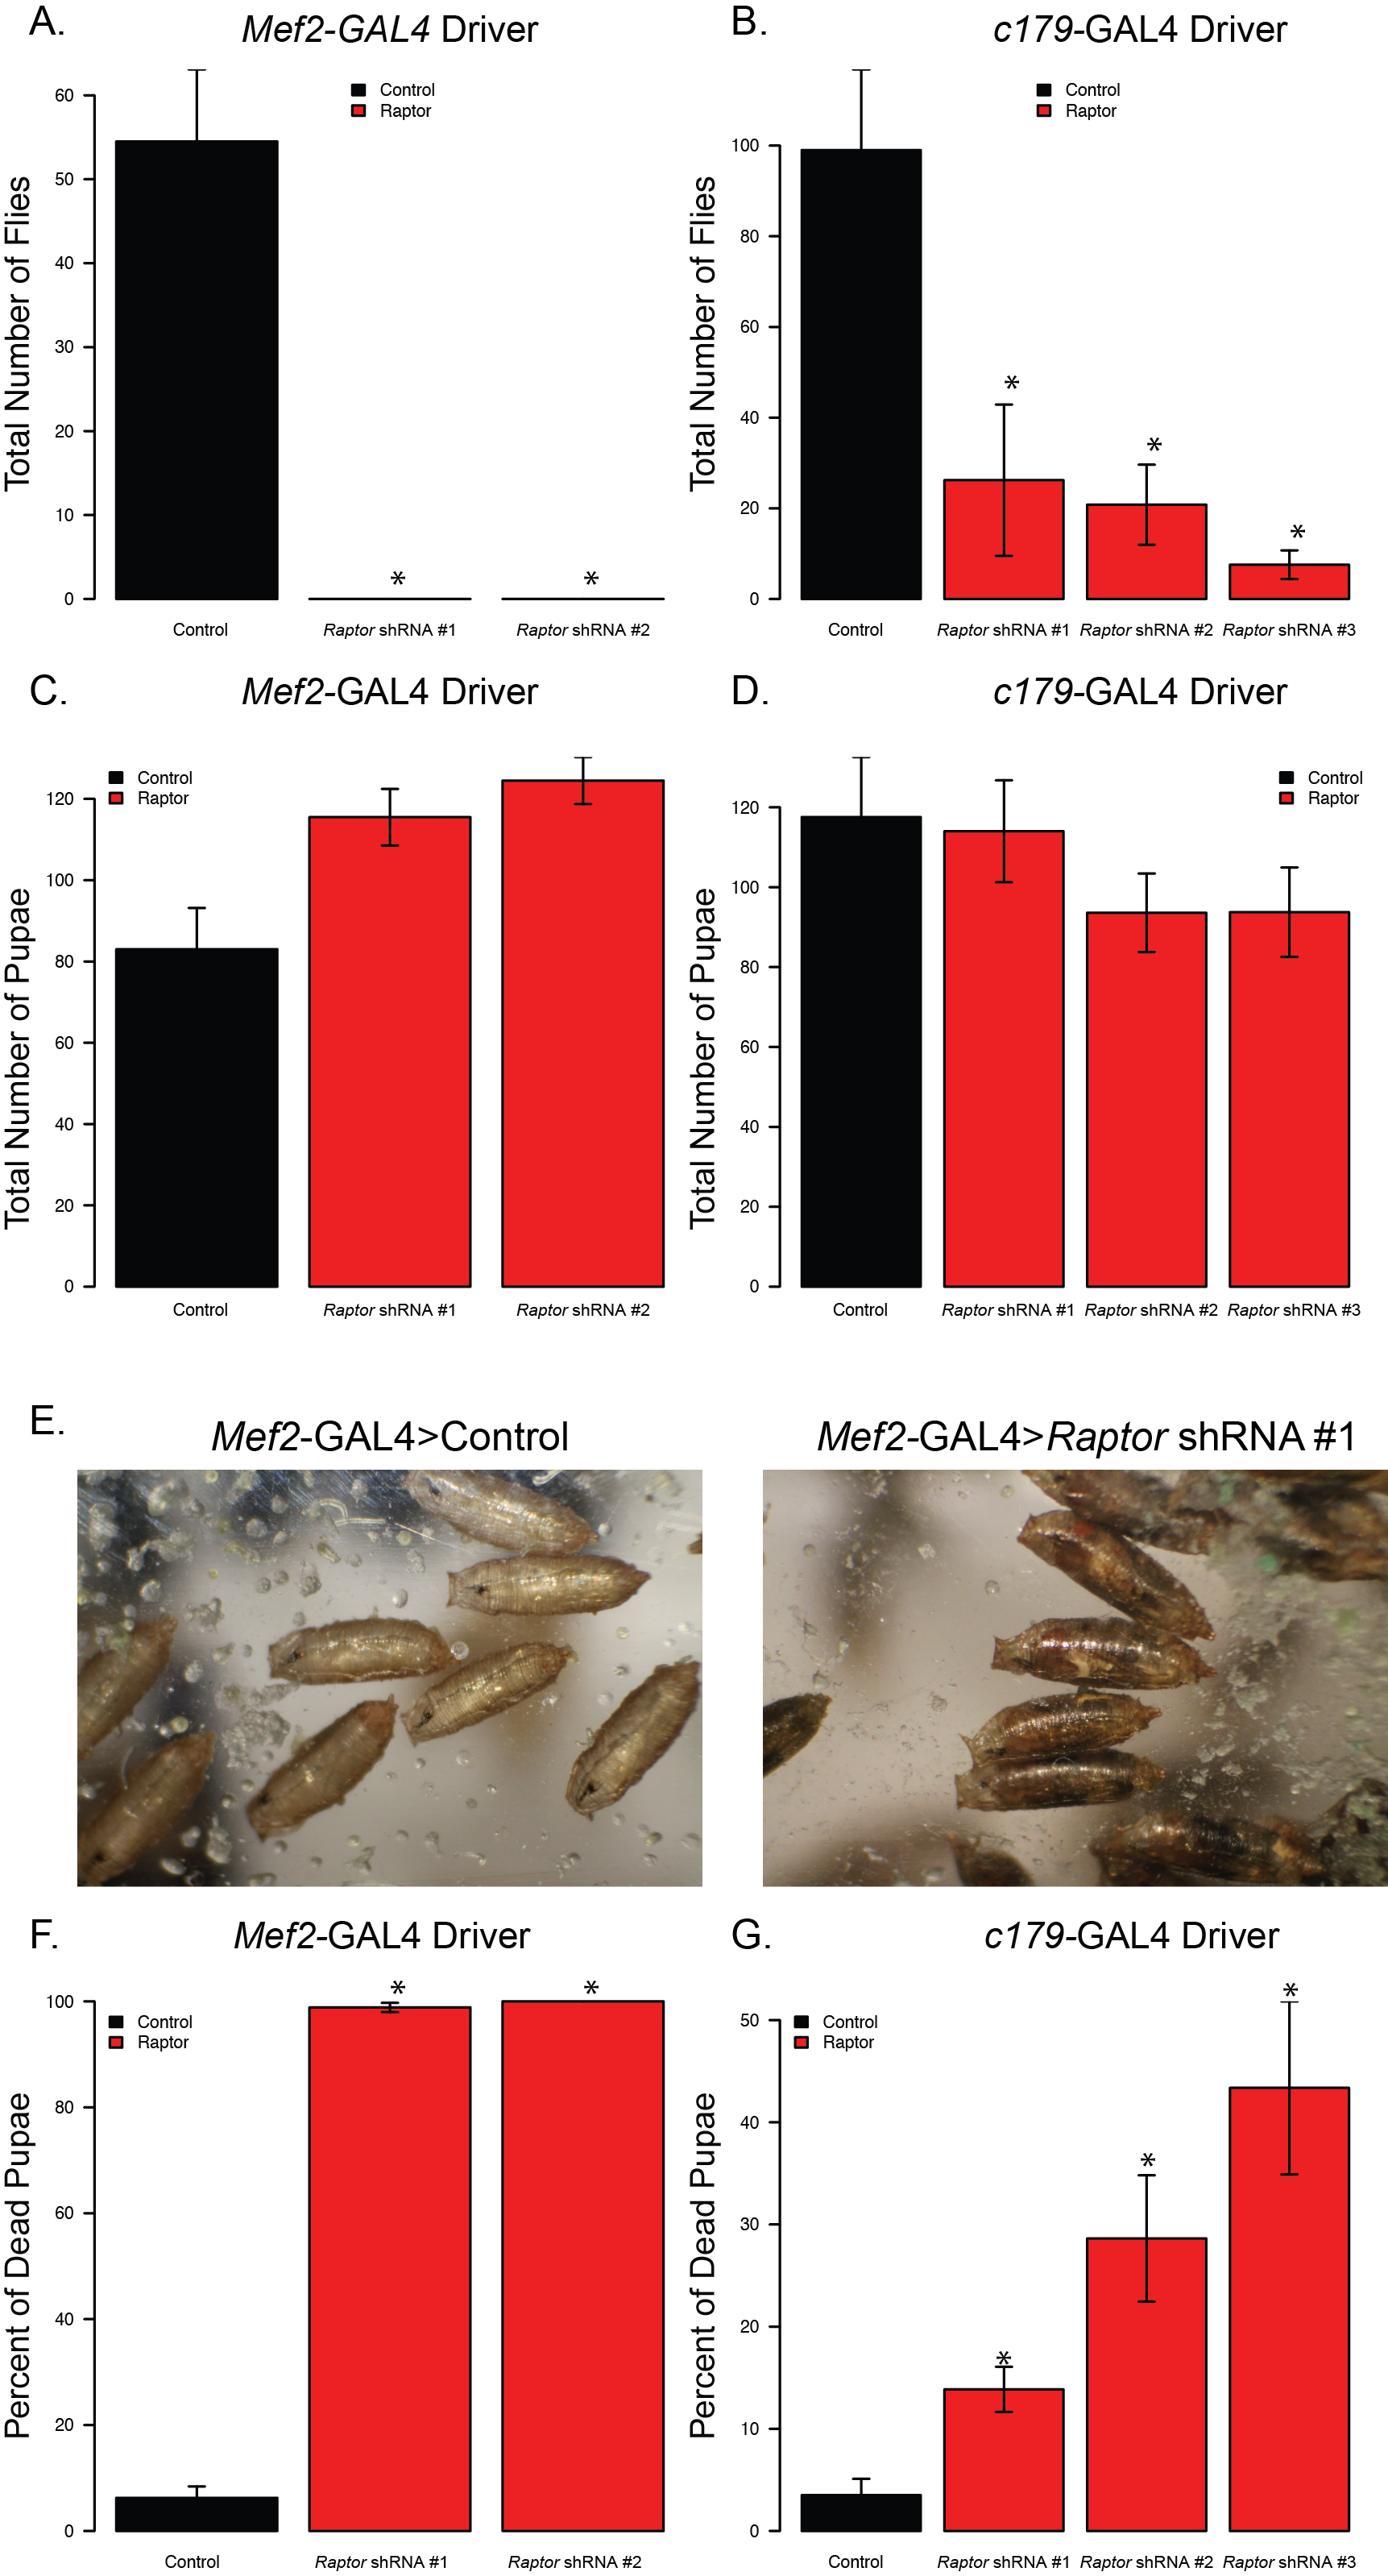 A.
Mef2-GAL4 Driver
Total Number of Flies
60
50
40
30
20
10
0
Control
Raptor
*
*
Control
Raptor shRNA #1
Raptor shRNA #2
B.
c179-GAL4 Driver
Total Number of Flies
100
80
60
40
20
0
Control
Raptor
*
*
*
Control
Raptor shRNA #1
Raptor shRNA #2
Raptor shRNA #3
C.
Mef2-GAL4 Driver
Total Number of Pupae
120
100
80
60
40
20
0
Control
Raptor
Control
Raptor shRNA #1
Raptor shRNA #2
D.
c179-GAL4 Driver
Total Number of Pupae
120
100
80
60
40
20
0
Control
Raptor
Control
Raptor shRNA #1
Raptor shRNA #2
Raptor shRNA #3
E.
Mef2-GAL4>Control
Mef2-GAL4>Raptor shRNA #1
F.
Mef2-GAL4 Driver
Percent of Dead Pupae
100
80
60
40
20
0
Control
Raptor
*
*
Control
Raptor shRNA #1
Raptor shRNA #2
G.
c179-GAL4 Driver
Percent of Dead Pupae
50
40
30
20
10
0
Control
Raptor
*
*
*
Control
Raptor shRNA #1
Raptor shRNA #2
Raptor shRNA #3